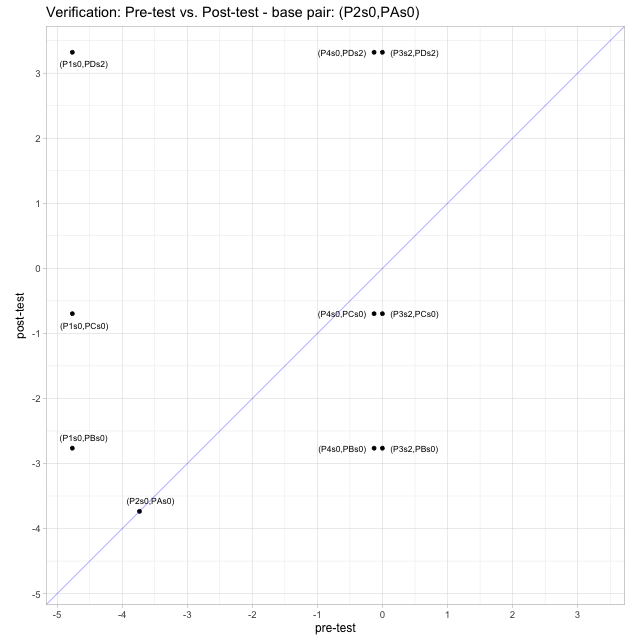 Verification: Pre-test vs. Post-test - base pair: (P2s0,PAs0)
(P1s0,PDs2)
(P4s0,PDs2)
(P3s2,PDs2)
(P1s0,PCs0)
(P4s0,PCs0)
(P3s2,PCs0)
(P1s0,PBs0)
(P4s0,PBs0)
(P3s2,PBs0)
(P2s0,PAs0)
3
2
1
0
-1
-2
-3
-4
-5
post-test
-5 -4 -3 -2 -1 0 1 2 3
pre-test